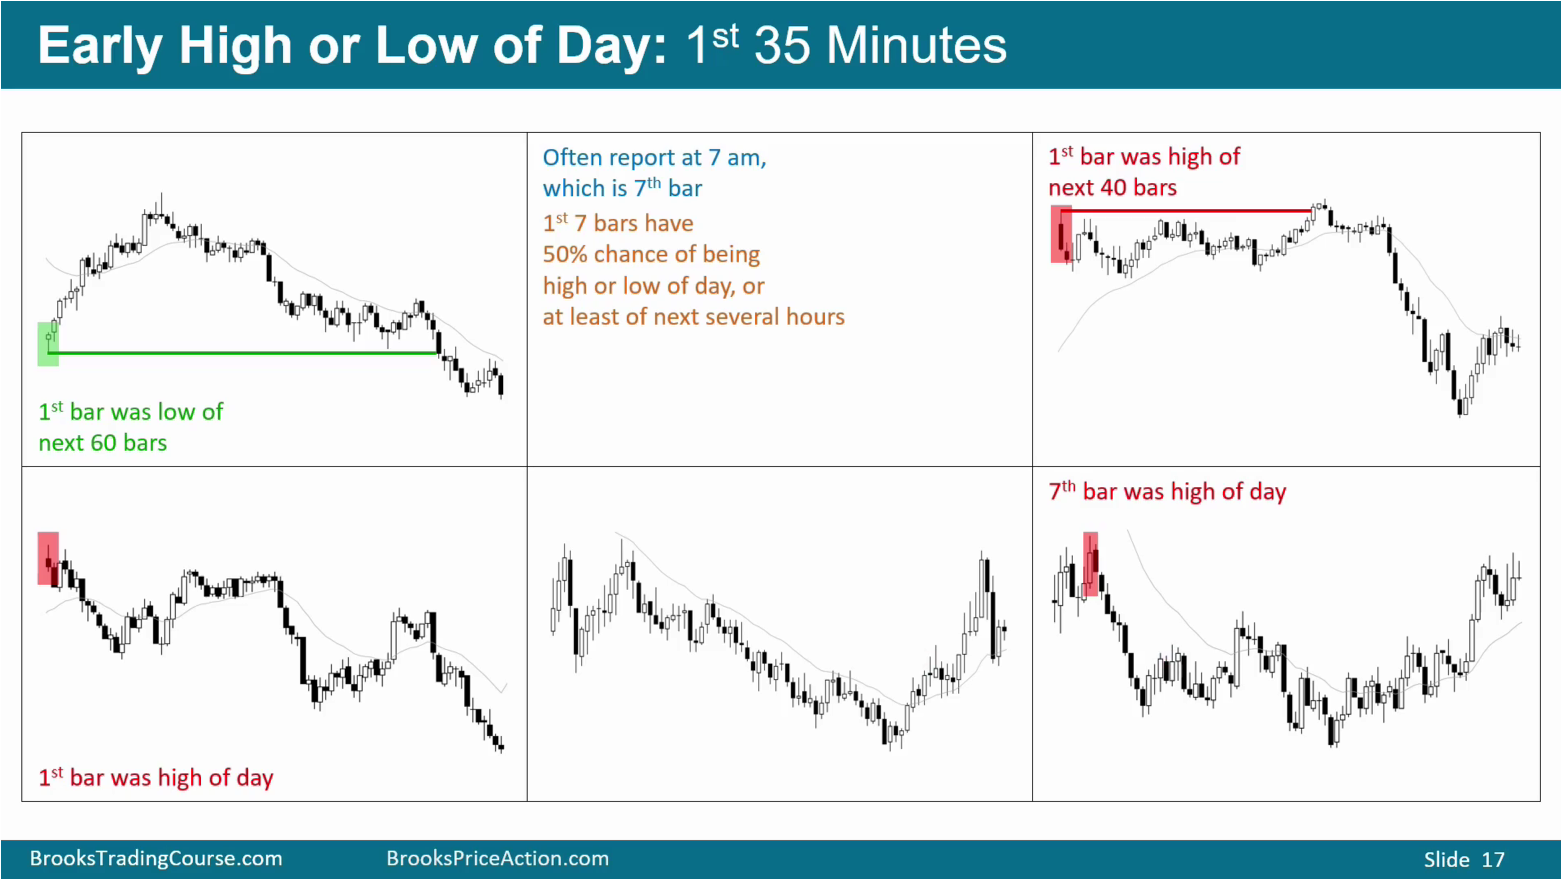 Early High or Low of Day: 1st 35 Minutes
1st bar was low of
next 60 bars
Often report at 7 am,
which is 7th bar
1st 7 bars have
50% chance of being
high or low of day, or
at least of next several hours
1st bar was high of
next 40 bars
1st bar was high of day
7th bar was high of day
BrooksTradingCourse.com
BrooksPriceAction.com
Slide 17